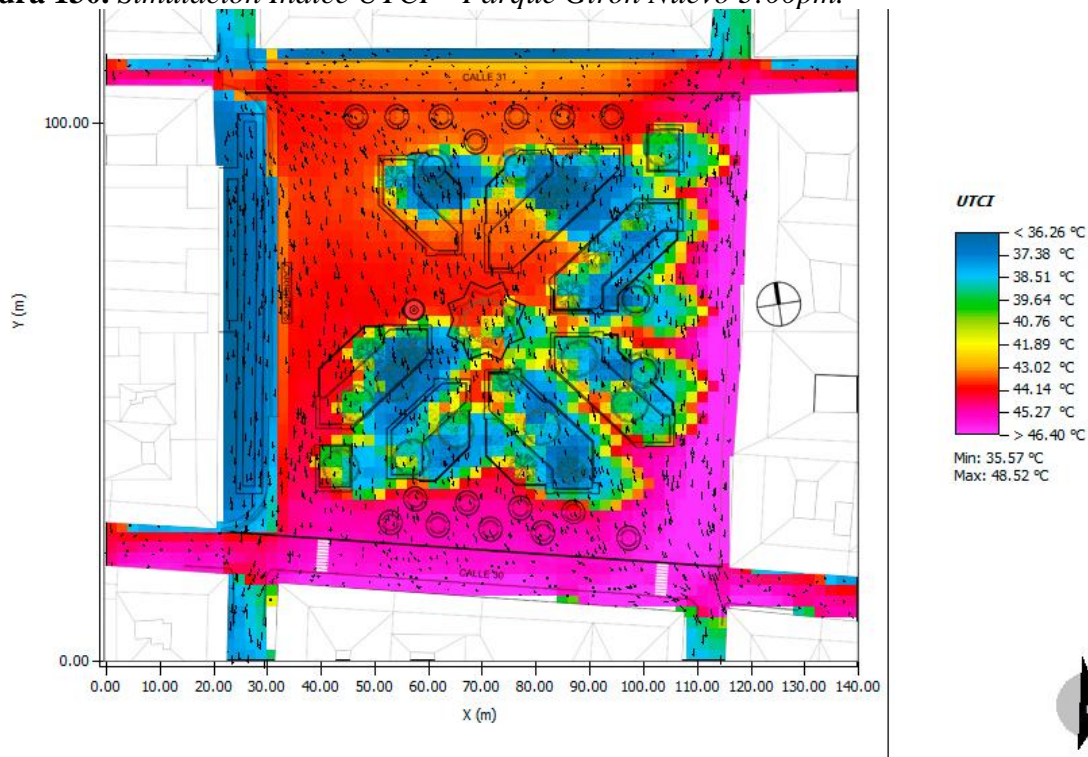 Simulación Índice UTCI – Parque Girón Nuevo 3:00pm.
CALLE 31
100.00
Y (m)
UTCI
< 36.26 °C
37.38 °C
38.51 °C
39.64 °C
40.76 °C
41.89 °C
43.02 °C
44.14 °C
45.27 °C
> 46.40 °C
Min: 35.57 °C
Max: 48.52 °C
CALLE 30
0.00
0.00 10.00 20.00 30.00 40.00 50.00 60.00 70.00 80.00 90.00 100.00 110.00 120.00 130.00 140.00
X (m)